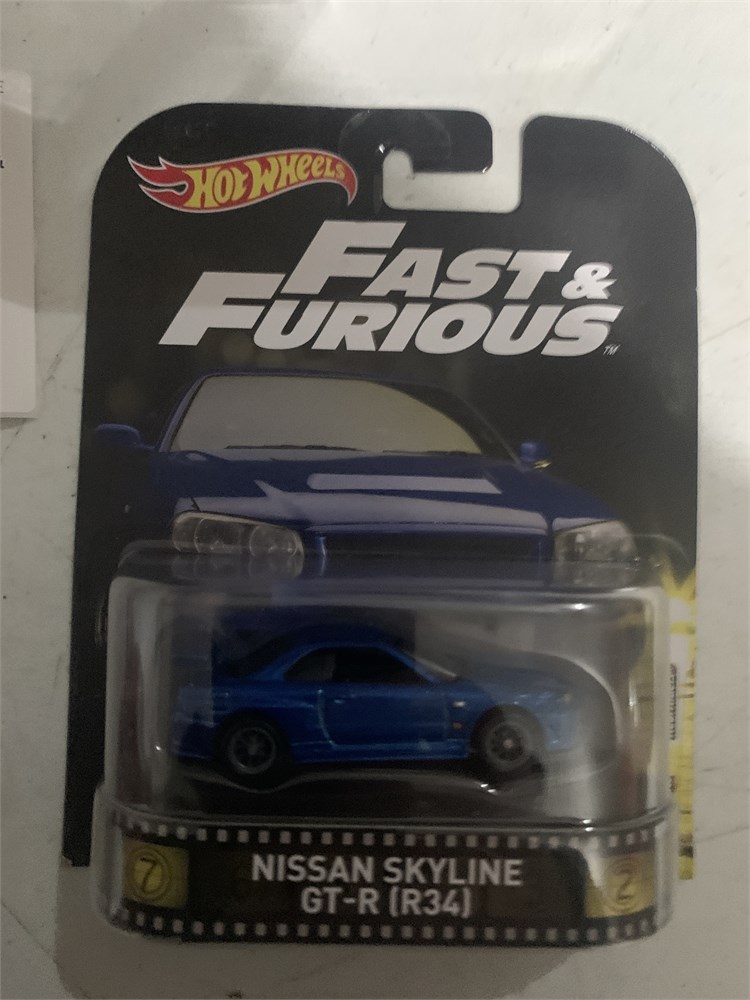 HOT WHEELS
FAST &
FURIOUS
TM
7
NISSAN SKYLINE
GT-R (R34)
2